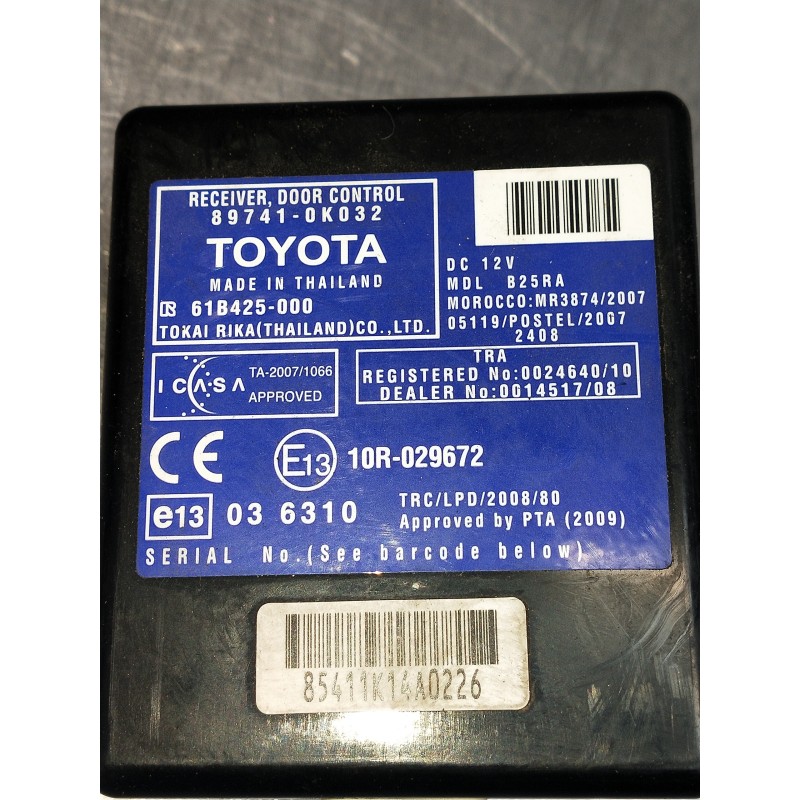 RECEIVER, DOOR CONTROL
89741-0K032
TOYOTA
MADE IN THAILAND
R 61B425-000
TOKAI RIKA(THAILAND)CO.,LTD.
DC 12V
MDL B25RA
MOROCCO:MR3874/2007
05119/POSTEL/2007
2408
ICASA
TA-2007/1066
APPROVED
TRA
REGISTERED No:0024640/10
DEALER No:0014517/08
CE
E13 10R-029672
e13 03 6310
TRC/LPD/2008/80
Approved by PTA (2009)
SERIAL No.(See barcode below)
85411K14A0226